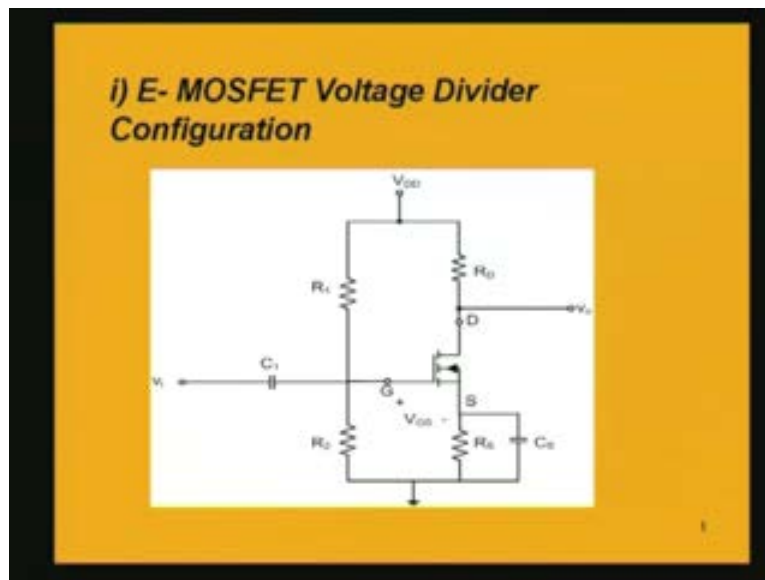 i) E- MOSFET Voltage Divider
Configuration
VDD
R1
RD
Vo
D
C1
Vi
G
S
+
VGS -
R2
RS
CS